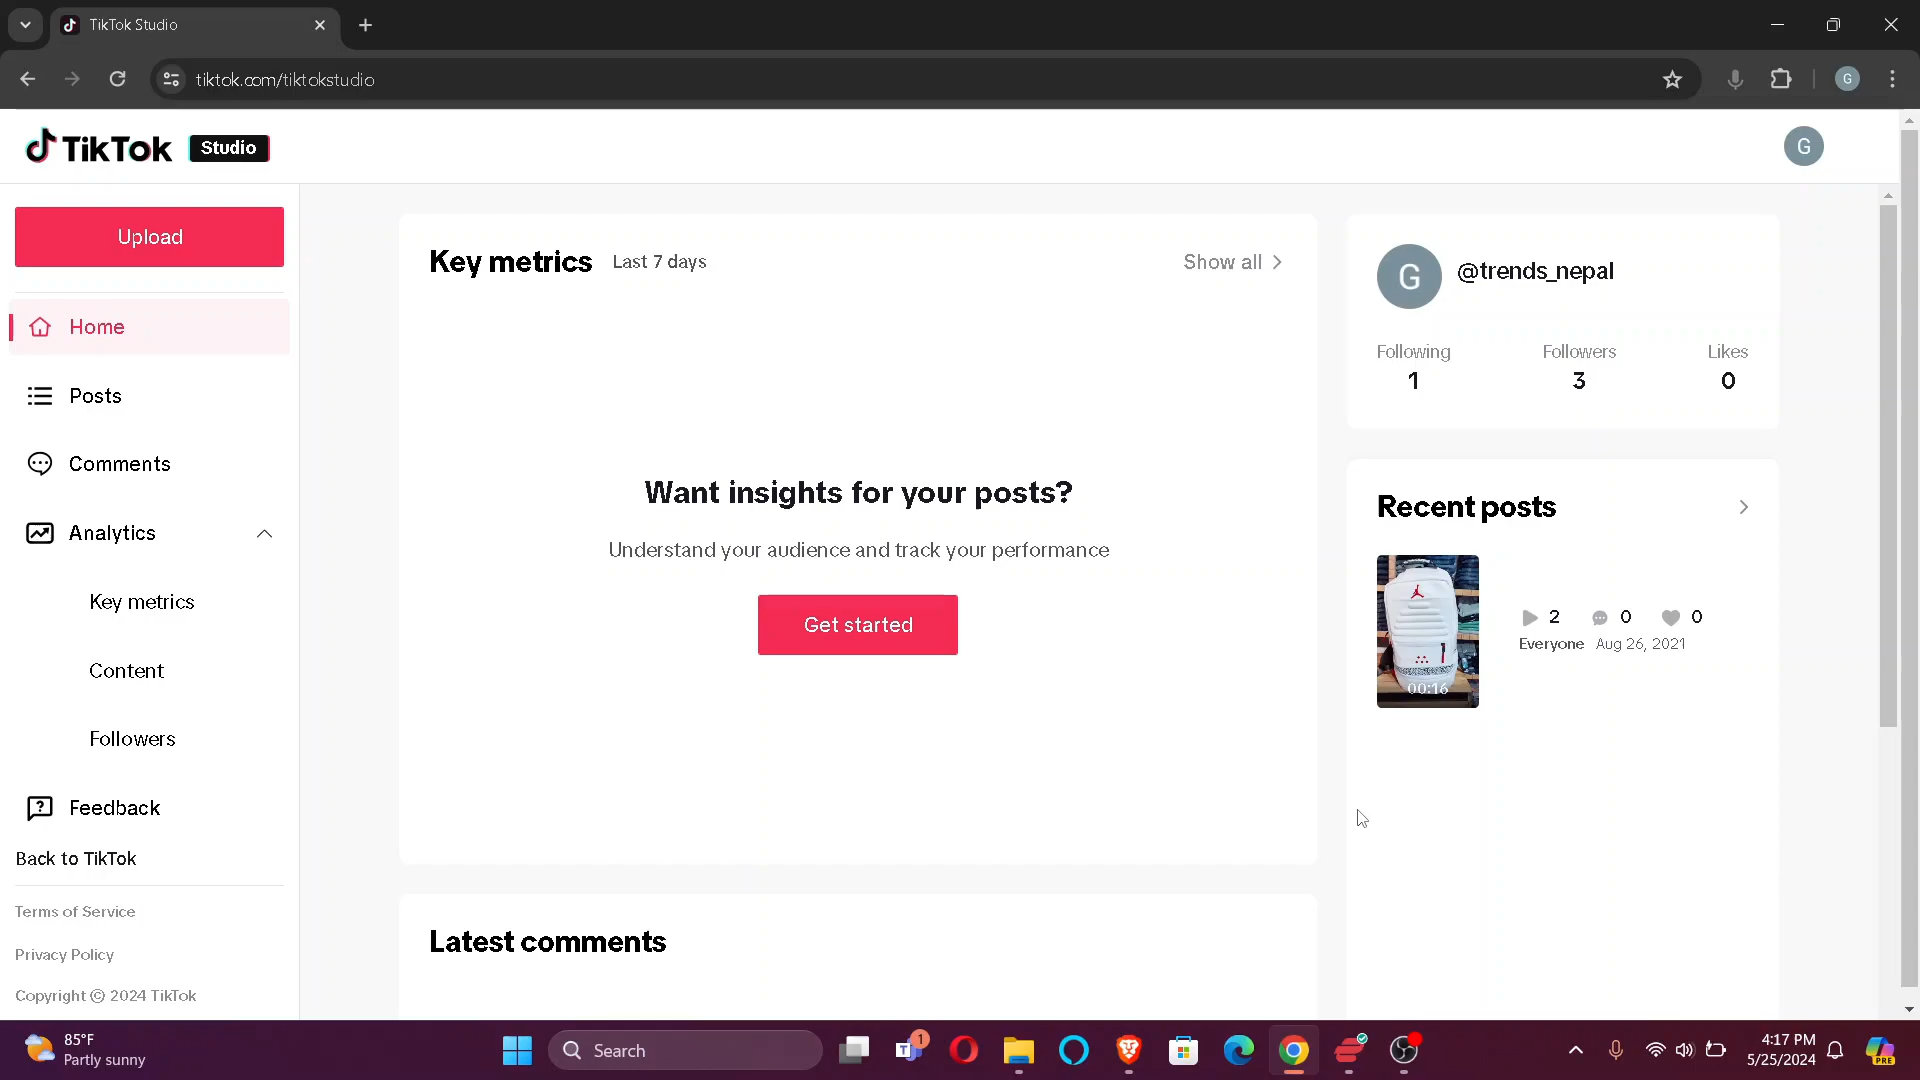 TikTok Studio
tiktok.com/tiktokstudio
G
TikTok Studio
G
Upload
Home
Posts
Comments
Analytics
Key metrics
Content
Followers
Feedback
Back to TikTok
Terms of Service
Privacy Policy
Copyright © 2024 TikTok
Key metrics Last 7 days Show all
Want insights for your posts?
Understand your audience and track your performance
Get started
Latest comments
G @trends_nepal
Following Followers Likes
1 3 0
Recent posts
00:16
2 0 0
Everyone Aug 26, 2021
85°F
Partly sunny
Search
T
1
PRE
4:17 PM
5/25/2024